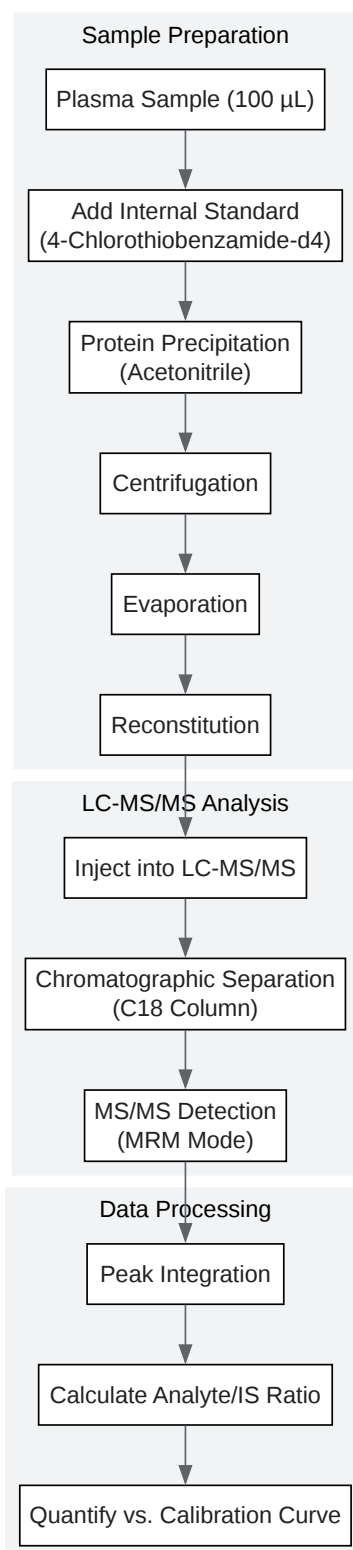 Sample Preparation
Plasma Sample (100 µL)
Add Internal Standard
(4-Chlorothiobenzamide-d4)
Protein Precipitation
(Acetonitrile)
Centrifugation
Evaporation
Reconstitution
LC-MS/MS Analysis
Inject into LC-MS/MS
Chromatographic Separation
(C18 Column)
MS/MS Detection
(MRM Mode)
Data Processing
Peak Integration
Calculate Analyte/IS Ratio
Quantify vs. Calibration Curve